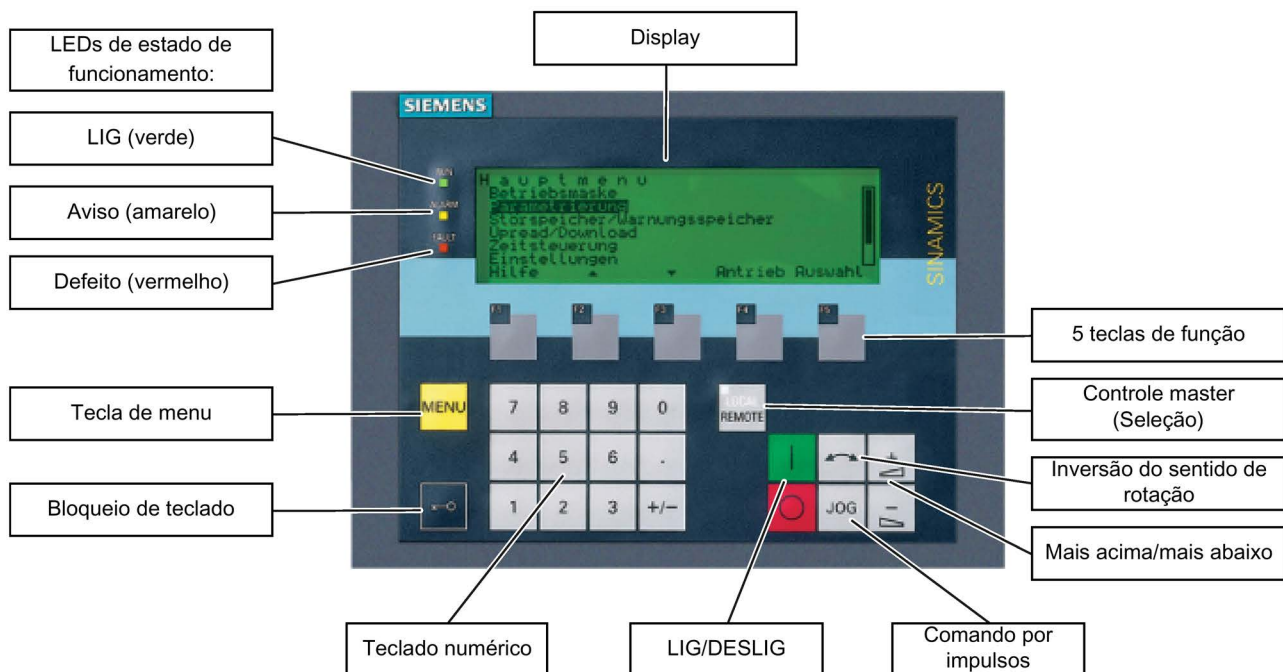 LEDs de estado de
funcionamento:
LIG (verde)
Aviso (amarelo)
Defeito (vermelho)
Tecla de menu
Bloqueio de teclado
Display
SIEMENS
RUN
ALARM
FAULT
Hauptmenu
Betriebsmaske
Parametrierung
Störspeicher/Warnungsspeicher
Upread/Download
Zeitsteuerung
Einstellungen
Hilfe ▲ ▼ Antrieb Auswahl
SINAMICS
F1 F2 F3 F4 F5
MENU
7 8 9 0
4 5 6 .
1 2 3 +/-
LOCAL
REMOTE
+
JOG -
5 teclas de função
Controle master
(Seleção)
Inversão do sentido de
rotação
Mais acima/mais abaixo
Teclado numérico
LIG/DESLIG
Comando por
impulsos